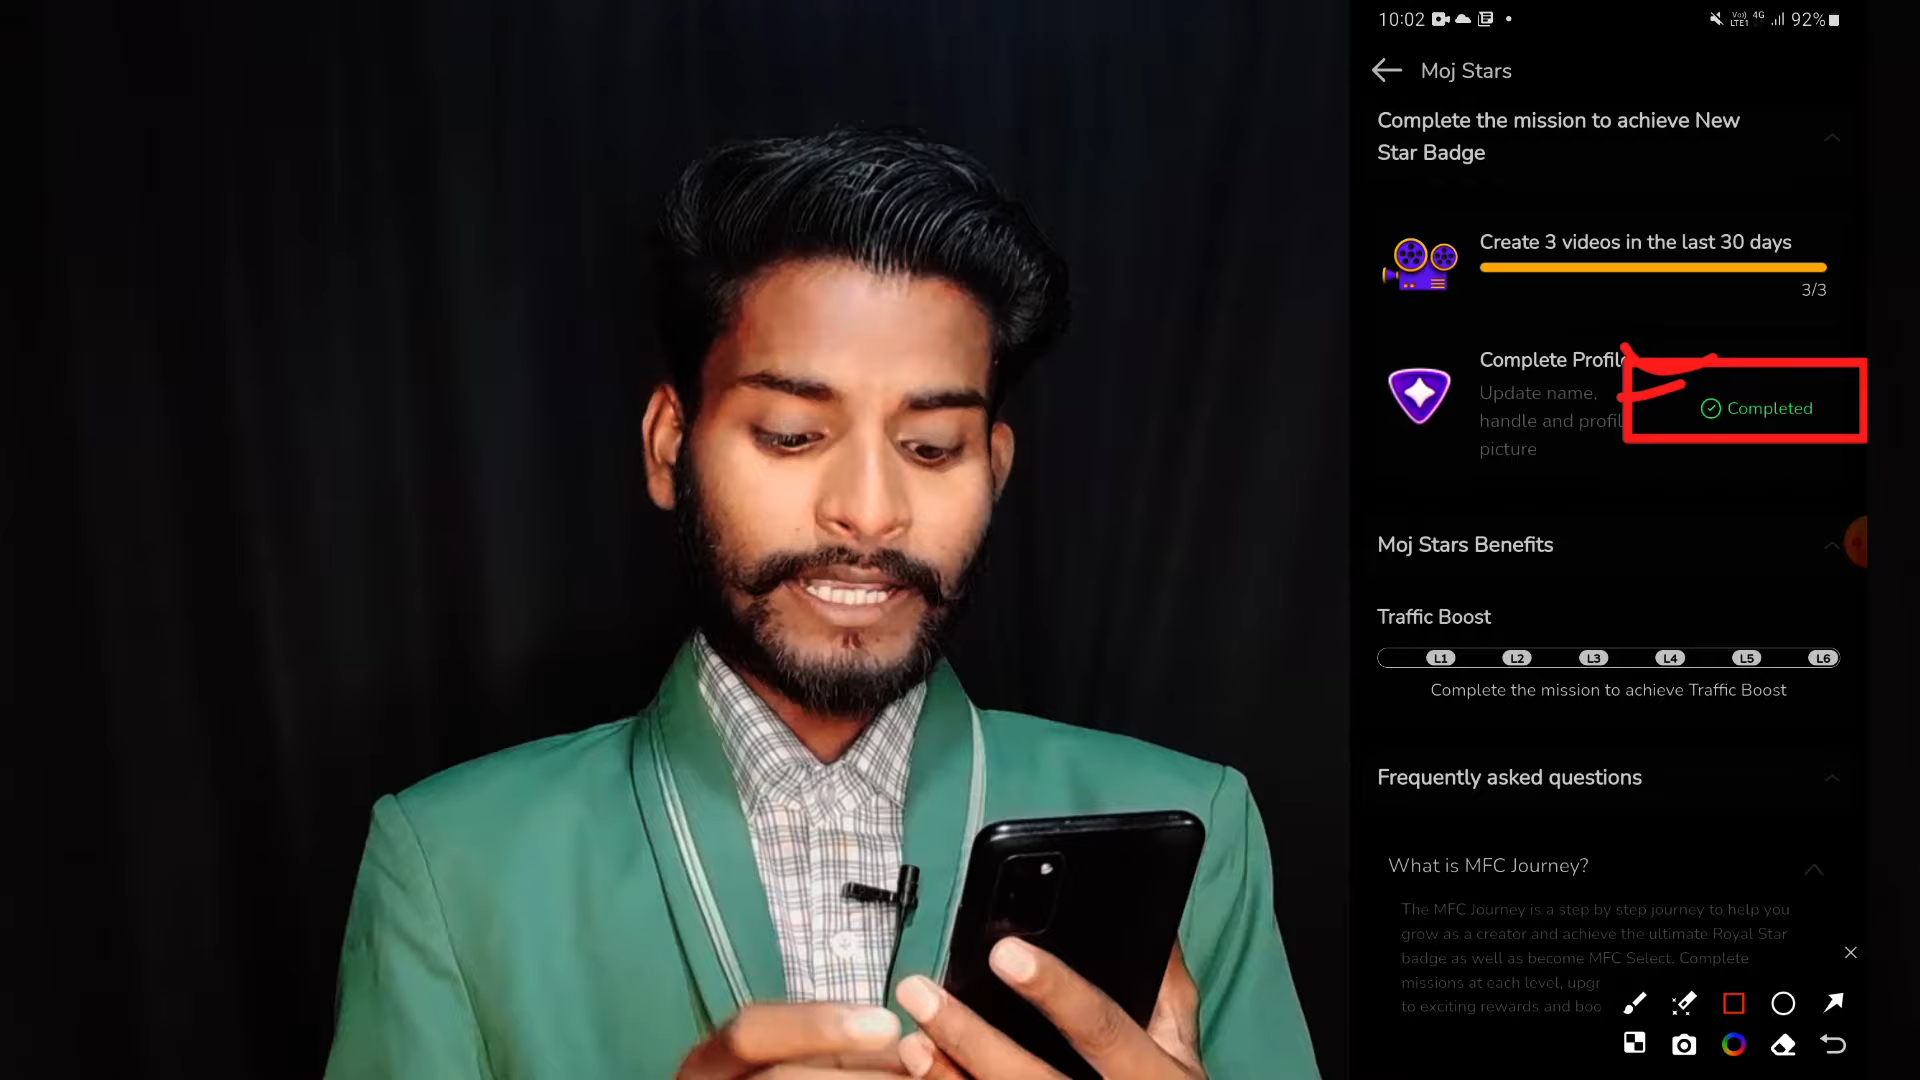 10:02
Vo)) 4G
LTE1
92%
Moj Stars
Complete the mission to achieve New
Star Badge
Create 3 videos in the last 30 days
3/3
Complete Profile
Update name,
handle and profil
picture
Completed
Moj Stars Benefits
Traffic Boost
L1 L2 L3 L4 L5 L6
Complete the mission to achieve Traffic Boost
Frequently asked questions
What is MFC Journey?
The MFC Journey is a step by step journey to help you
grow as a creator and achieve the ultimate Royal Star
badge as well as become MFC Select. Complete
missions at each level, upgr
to exciting rewards and boo